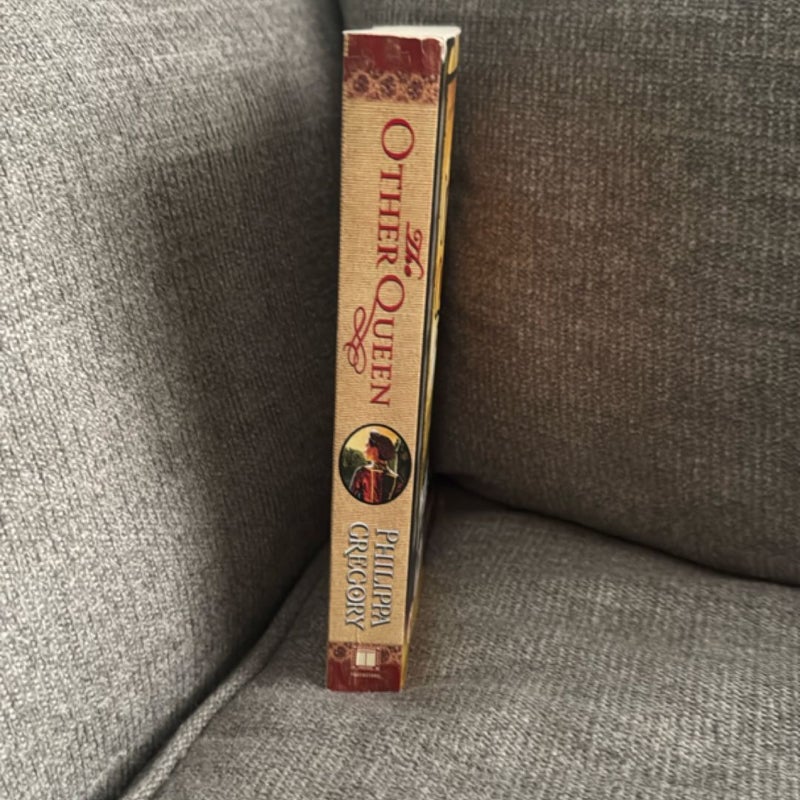 The
OTHER QUEEN
PHILIPPA
GREGORY